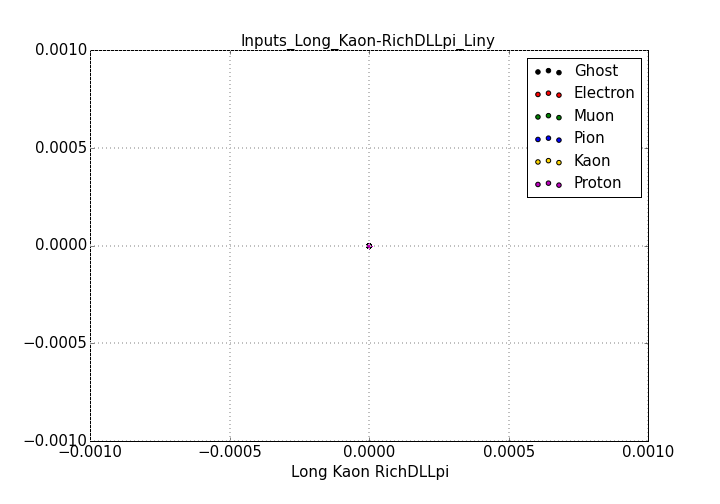 Inputs_Long_Kaon-RichDLLpi_Liny
0.0010
0.0005
0.0000
−0.0005
−0.0010
Ghost
Electron
Muon
Pion
Kaon
Proton
−0.0010 −0.0005 0.0000 0.0005 0.0010
Long Kaon RichDLLpi